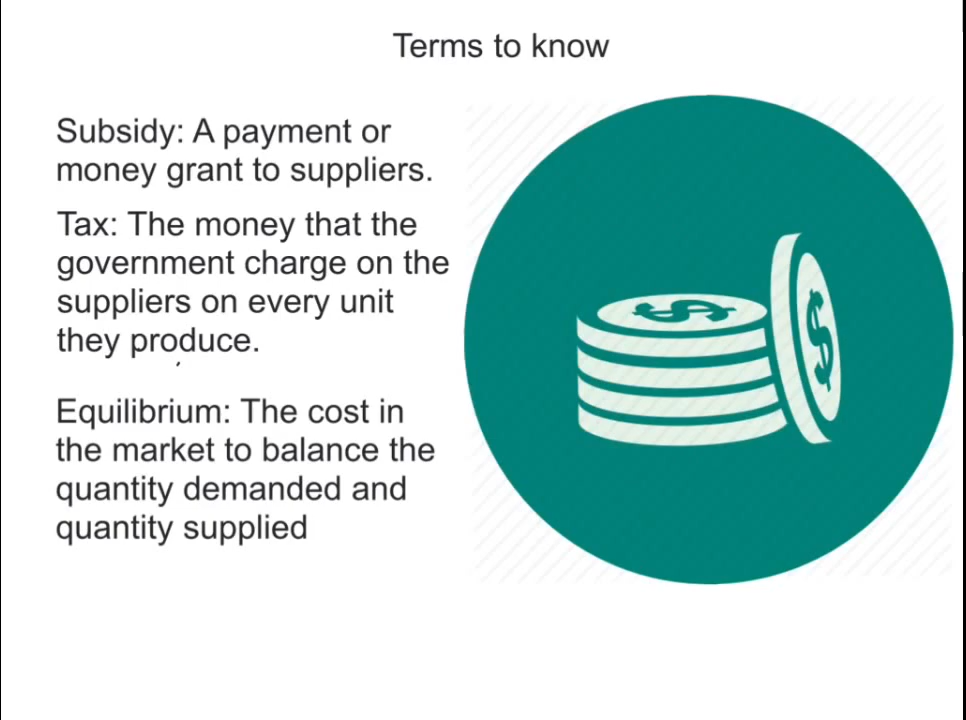 Terms to know
Subsidy: A payment or
money grant to suppliers.
Tax: The money that the
government charge on the
suppliers on every unit
they produce.
Equilibrium: The cost in
the market to balance the
quantity demanded and
quantity supplied
$
$